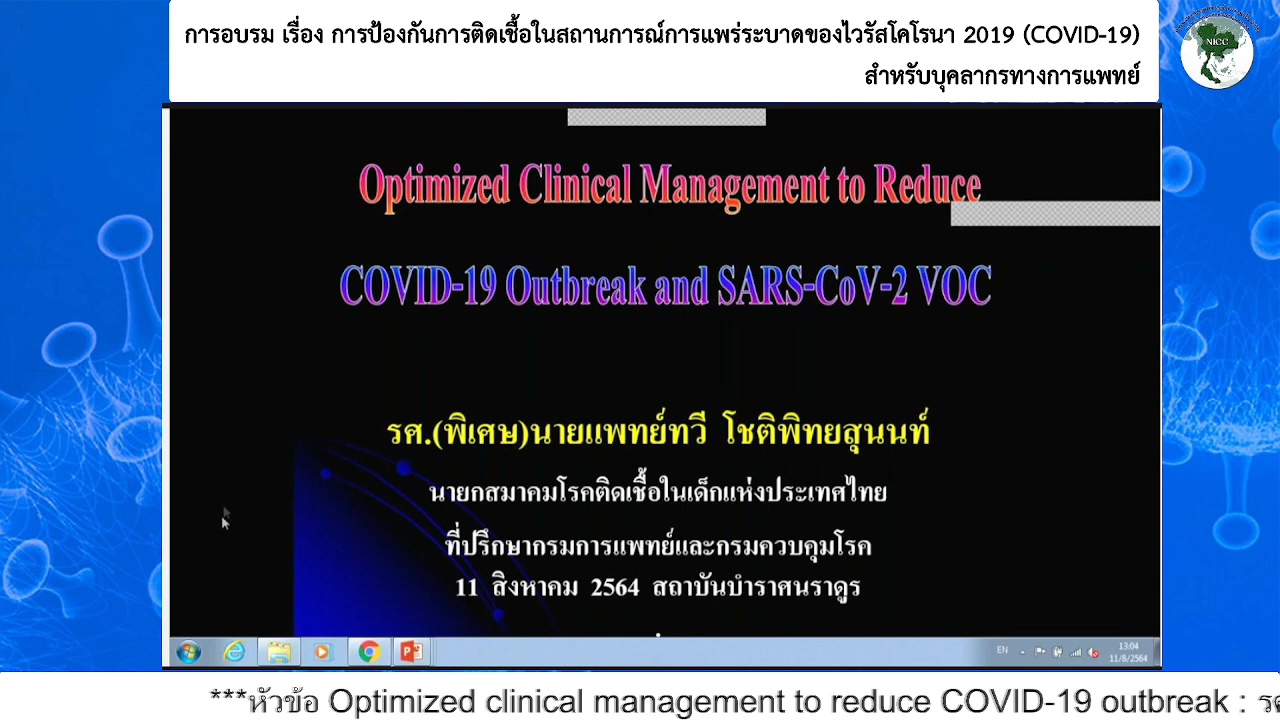 การอบรม เรื่อง การป้องกันการติดเชื้อในสถานการณ์การแพร่ระบาดของไวรัสโคโรนา 2019 (COVID-19)
สำหรับบุคลากรทางการแพทย์
NICC
Optimized Clinical Management to Reduce
COVID-19 Outbreak and SARS-CoV-2 VOC
รศ.(พิเศษ)นายแพทย์ทวี โชติพิทยสุนนท์
นายกสมาคมโรคติดเชื้อในเด็กแห่งประเทศไทย
ที่ปรึกษากรมการแพทย์และกรมควบคุมโรค
11 สิงหาคม 2564 สถาบันบำราศนราดูร
EN
13:04
11/8/2564
***หัวข้อ Optimized clinical management to reduce COVID-19 outbreak : รศ